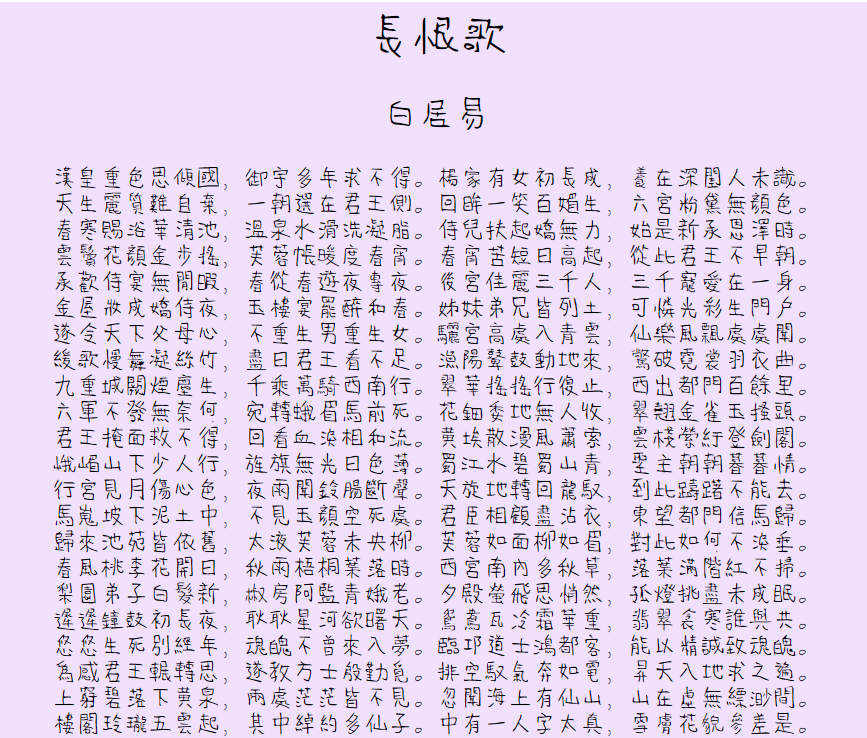 長恨歌
白居易
漢皇重色思傾國，御宇多年求不得。楊家有女初長成，養在深閨人未識。
天生麗質難自棄，一朝選在君王側。回眸一笑百媚生，六宮粉黛無顏色。
春寒賜浴華清池，溫泉水滑洗凝脂。侍兒扶起嬌無力，始是新承恩澤時。
雲鬢花顏金步搖，芙蓉帳暖度春宵。春宵苦短日高起，從此君王不早朝。
承歡侍宴無閒暇，春從春遊夜專夜。後宮佳麗三千人，三千寵愛在一身。
金屋妝成嬌侍夜，玉樓宴罷醉和春。姊妹弟兄皆列土，可憐光彩生門戶。
遂令天下父母心，不重生男重生女。驪宮高處入青雲，仙樂風飄處處聞。
緩歌慢舞凝絲竹，盡日君王看不足。漁陽鼙鼓動地來，驚破霓裳羽衣曲。
九重城闕煙塵生，千乘萬騎西南行。翠華搖搖行復止，西出都門百餘里。
六軍不發無奈何，宛轉蛾眉馬前死。花鈿委地無人收，翠翹金雀玉搔頭。
君王掩面救不得，回看血淚相和流。黃埃散漫風蕭索，雲棧縈紆登劍閣。
峨嵋山下少人行，旌旗無光日色薄。蜀江水碧蜀山青，聖主朝朝暮暮情。
行宮見月傷心色，夜雨聞鈴腸斷聲。天旋地轉回龍馭，到此躊躇不能去。
馬嵬坡下泥土中，不見玉顏空死處。君臣相顧盡沾衣，東望都門信馬歸。
歸來池苑皆依舊，太液芙蓉未央柳。芙蓉如面柳如眉，對此如何不淚垂。
春風桃李花開日，秋雨梧桐葉落時。西宮南內多秋草，落葉滿階紅不掃。
梨園弟子白髮新，椒房阿監青娥老。夕殿螢飛思悄然，孤燈挑盡未成眠。
遲遲鐘鼓初長夜，耿耿星河欲曙天。鴛鴦瓦冷霜華重，翡翠衾寒誰與共。
悠悠生死別經年，魂魄不曾來入夢。臨邛道士鴻都客，能以精誠致魂魄。
為感君王輾轉思，遂教方士殷勤覓。排空馭氣奔如電，昇天入地求之遍。
上窮碧落下黃泉，兩處茫茫皆不見。忽聞海上有仙山，山在虛無縹渺間。
樓閣玲瓏五雲起，其中綽約多仙子。中有一人字太真，雪膚花貌參差是。